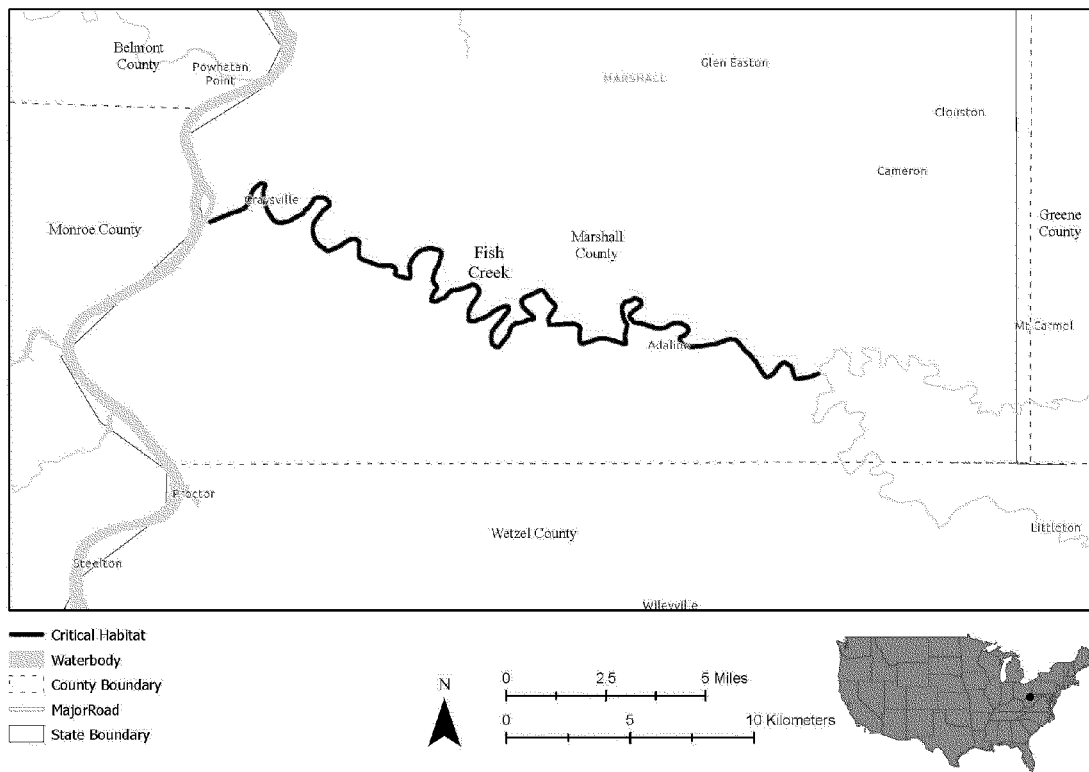 Belmont
County
Powhatan
Point
Glen Easton
MARSHALL
Clouston
Cameron
Graysville
Monroe County
Greene
County
Marshall
County
Fish
Creek
Mt Carmel
Adaline
Proctor
Wetzel County
Littleton
Steelton
Wileyville
Critical Habitat
Waterbody
County Boundary
MajorRoad
State Boundary
N
0 2.5 5 Miles
0 5 10 Kilometers